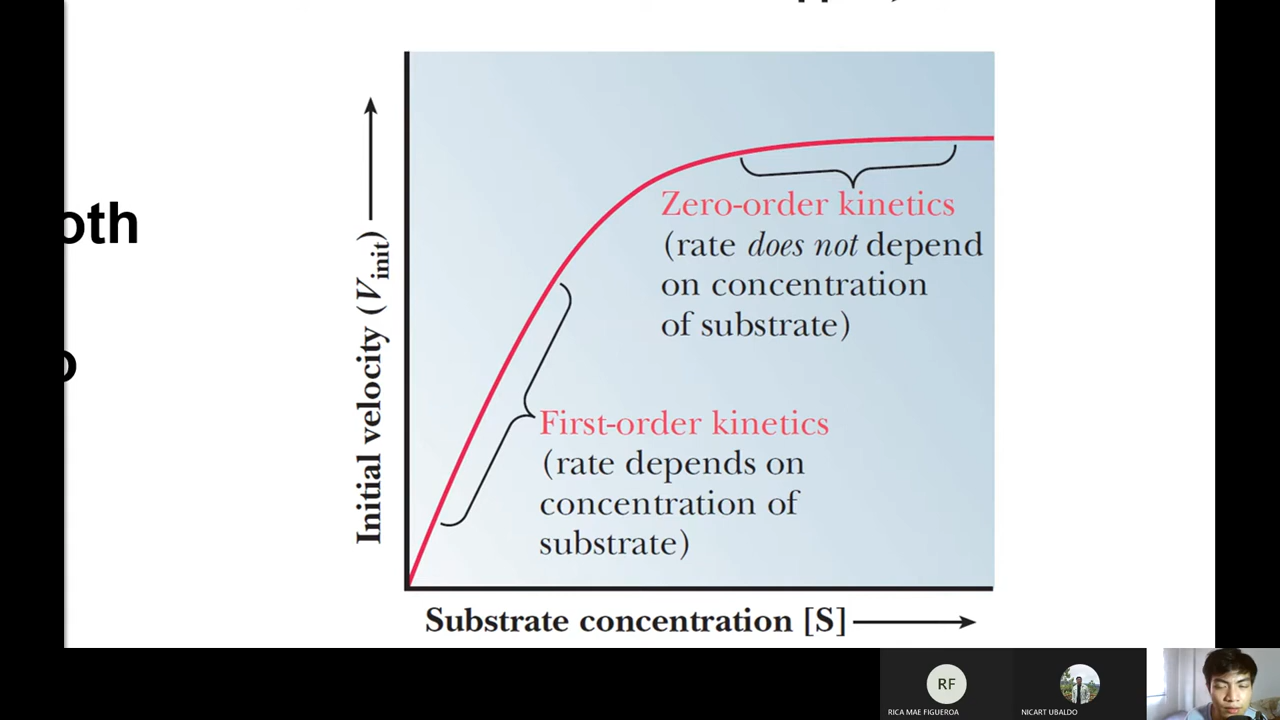 oth
Initial velocity (Vinit)
Zero-order kinetics
(rate does not depend
on concentration
of substrate)
First-order kinetics
(rate depends on
concentration of
substrate)
Substrate concentration [S]
RF
RICA MAE FIGUEROA
NICART UBALDO